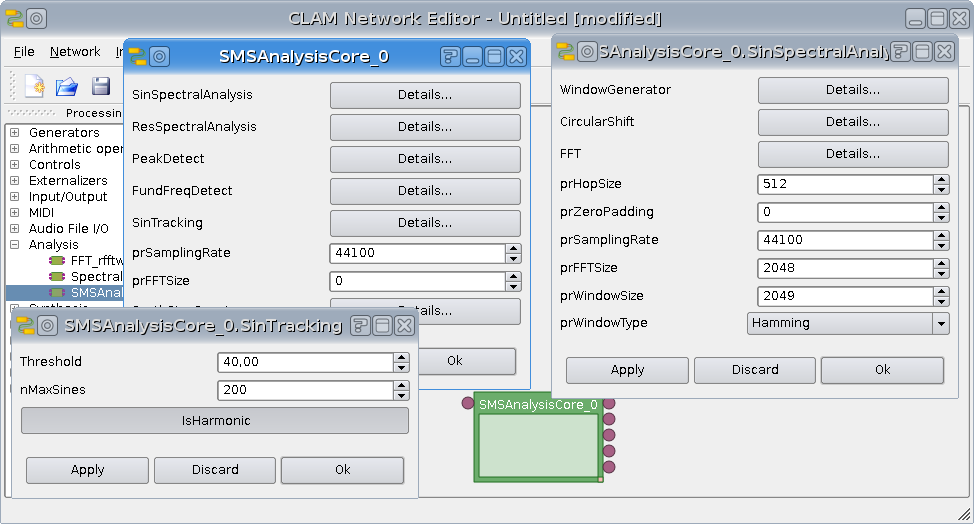 CLAM Network Editor - Untitled [modified]
File Network
Processin
Generators
Arithmetic oper
Controls
Externalizers
Input/Output
MIDI
Audio File I/O
Analysis
FFT_rfftw
Spectral
SMSAnal
SMSAnalysisCore_0
SinSpectralAnalysis Details...
ResSpectralAnalysis Details...
PeakDetect Details...
FundFreqDetect Details...
SinTracking Details...
prSamplingRate 44100
prFFTSize 0
ails...
Ok
SAnalysisCore_0.SinSpectralAnaly
WindowGenerator Details...
CircularShift Details...
FFT Details...
prHopSize 512
prZeroPadding 0
prSamplingRate 44100
prFFTSize 2048
prWindowSize 2049
prWindowType Hamming
Apply Discard Ok
SMSAnalysisCore_0.SinTracking
Threshold 40,00
nMaxSines 200
IsHarmonic
Apply Discard Ok
SMSAnalysisCore_0